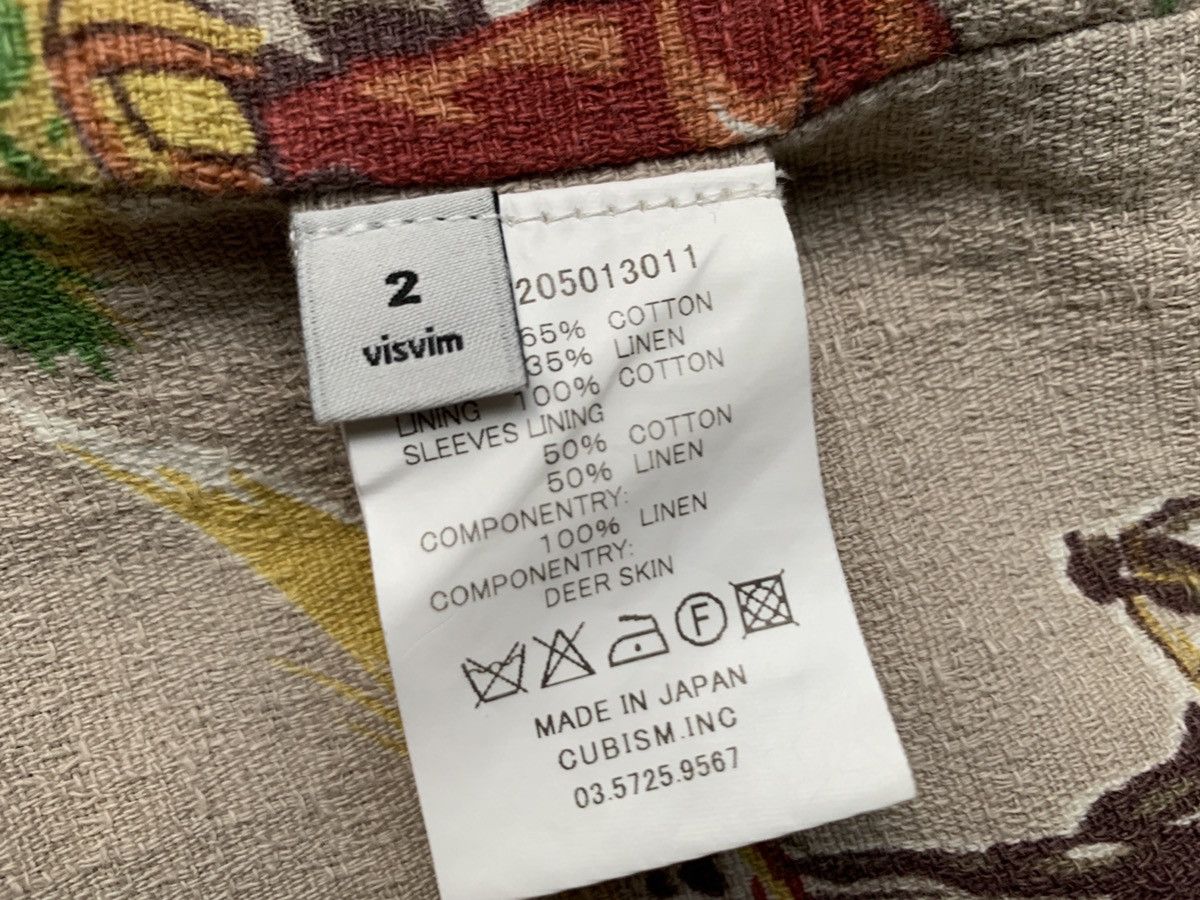 2
visvim
205013011
65% COTTON
35% LINEN
LINING 100% COTTON
SLEEVES LINING
50% COTTON
50% LINEN
COMPONENTRY:
100% LINEN
COMPONENTRY:
DEER SKIN
F
MADE IN JAPAN
CUBISM.INC
03.5725.9567